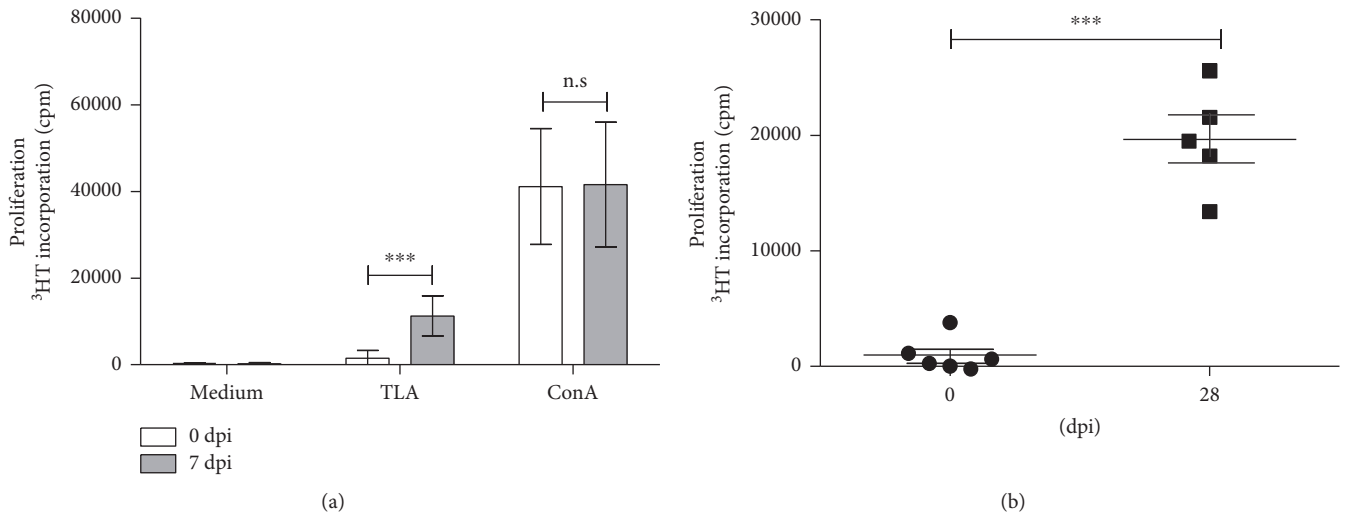 Proliferation
³HT incorporation (cpm)
80000
60000
40000
20000
0
n.s
***
Medium
TLA
ConA
0 dpi
7 dpi
(a)
Proliferation
³HT incorporation (cpm)
30000
20000
10000
0
***
0
28
(dpi)
(b)